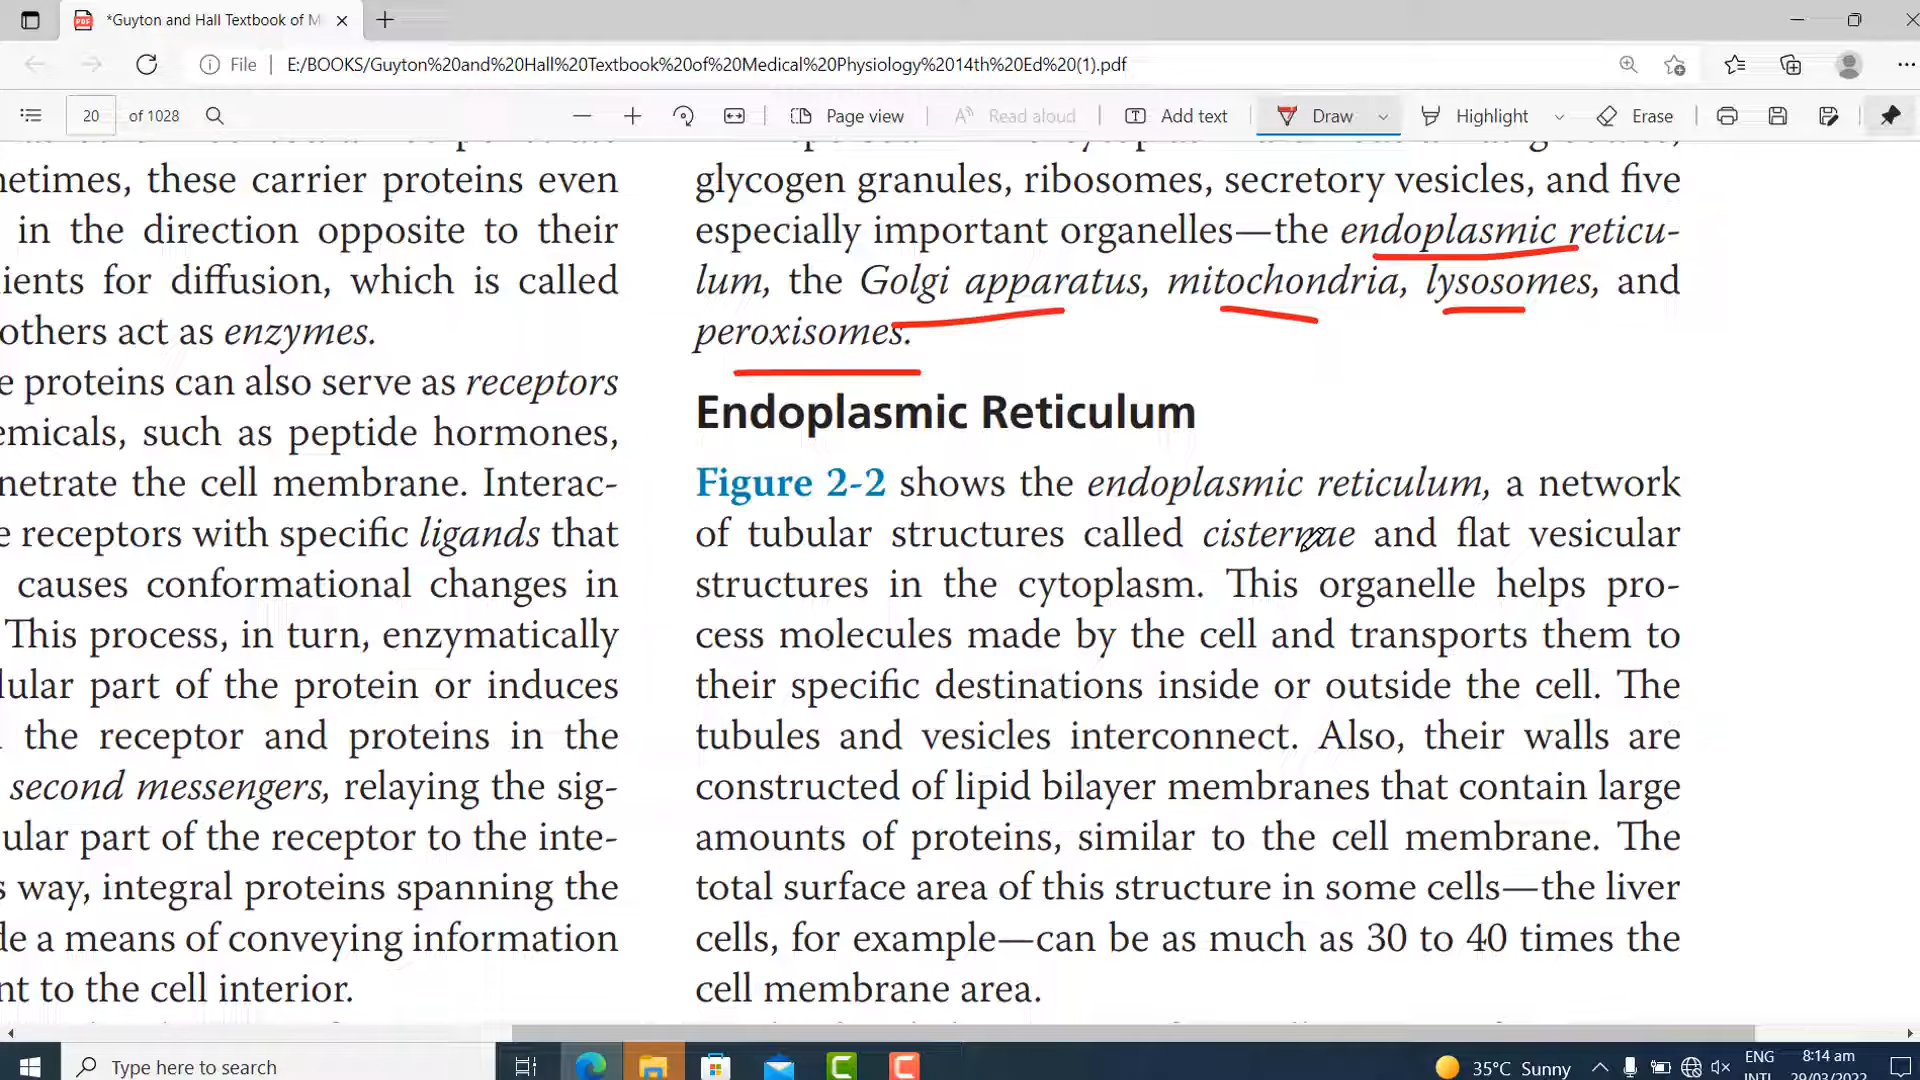 *Guyton and Hall Textbook of M
File
E:/BOOKS/Guyton%20and%20Hall%20Textbook%20of%20Medical%20Physiology%2014th%20Ed%20(1).pdf
20 of 1028
Page view
Read aloud
Add text
Draw
Highlight
Erase
netimes, these carrier proteins even
in the direction opposite to their
ients for diffusion, which is called
others act as enzymes.
e proteins can also serve as receptors
emicals, such as peptide hormones,
netrate the cell membrane. Interac-
e receptors with specific ligands that
causes conformational changes in
This process, in turn, enzymatically
lular part of the protein or induces
the receptor and proteins in the
second messengers, relaying the sig-
ular part of the receptor to the inte-
s way, integral proteins spanning the
de a means of conveying information
nt to the cell interior.
glycogen granules, ribosomes, secretory vesicles, and five
especially important organelles—the endoplasmic reticu-
lum, the Golgi apparatus, mitochondria, lysosomes, and
peroxisomes.
Endoplasmic Reticulum
Figure 2-2 shows the endoplasmic reticulum, a network
of tubular structures called cisternae and flat vesicular
structures in the cytoplasm. This organelle helps pro-
cess molecules made by the cell and transports them to
their specific destinations inside or outside the cell. The
tubules and vesicles interconnect. Also, their walls are
constructed of lipid bilayer membranes that contain large
amounts of proteins, similar to the cell membrane. The
total surface area of this structure in some cells—the liver
cells, for example—can be as much as 30 to 40 times the
cell membrane area.
Type here to search
35°C Sunny
ENG
INTL
8:14 am
29/03/2022